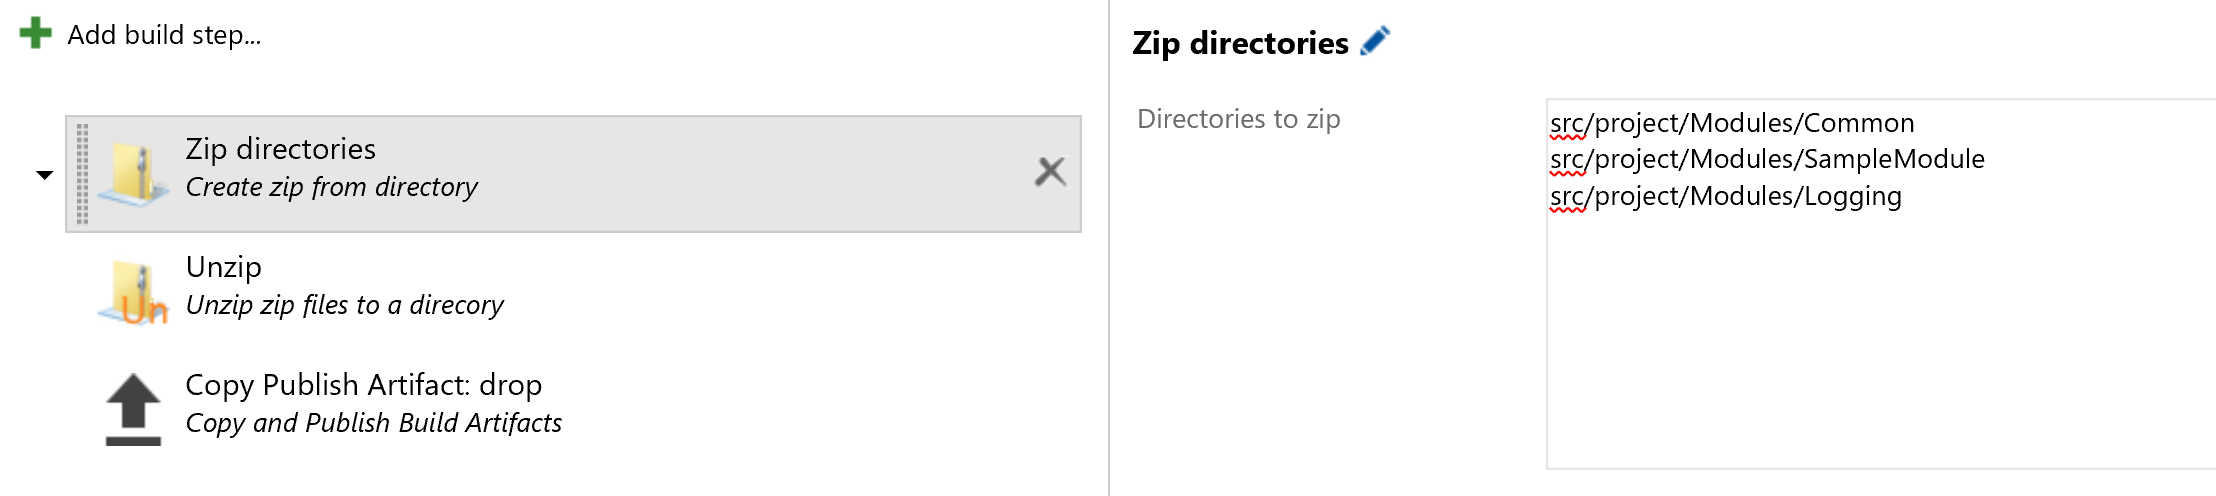 Add build step...
Zip directories
Create zip from directory
Unzip
Unzip zip files to a direcory
Un
Copy Publish Artifact: drop
Copy and Publish Build Artifacts
Zip directories
Directories to zip
src/project/Modules/Common
src/project/Modules/SampleModule
src/project/Modules/Logging